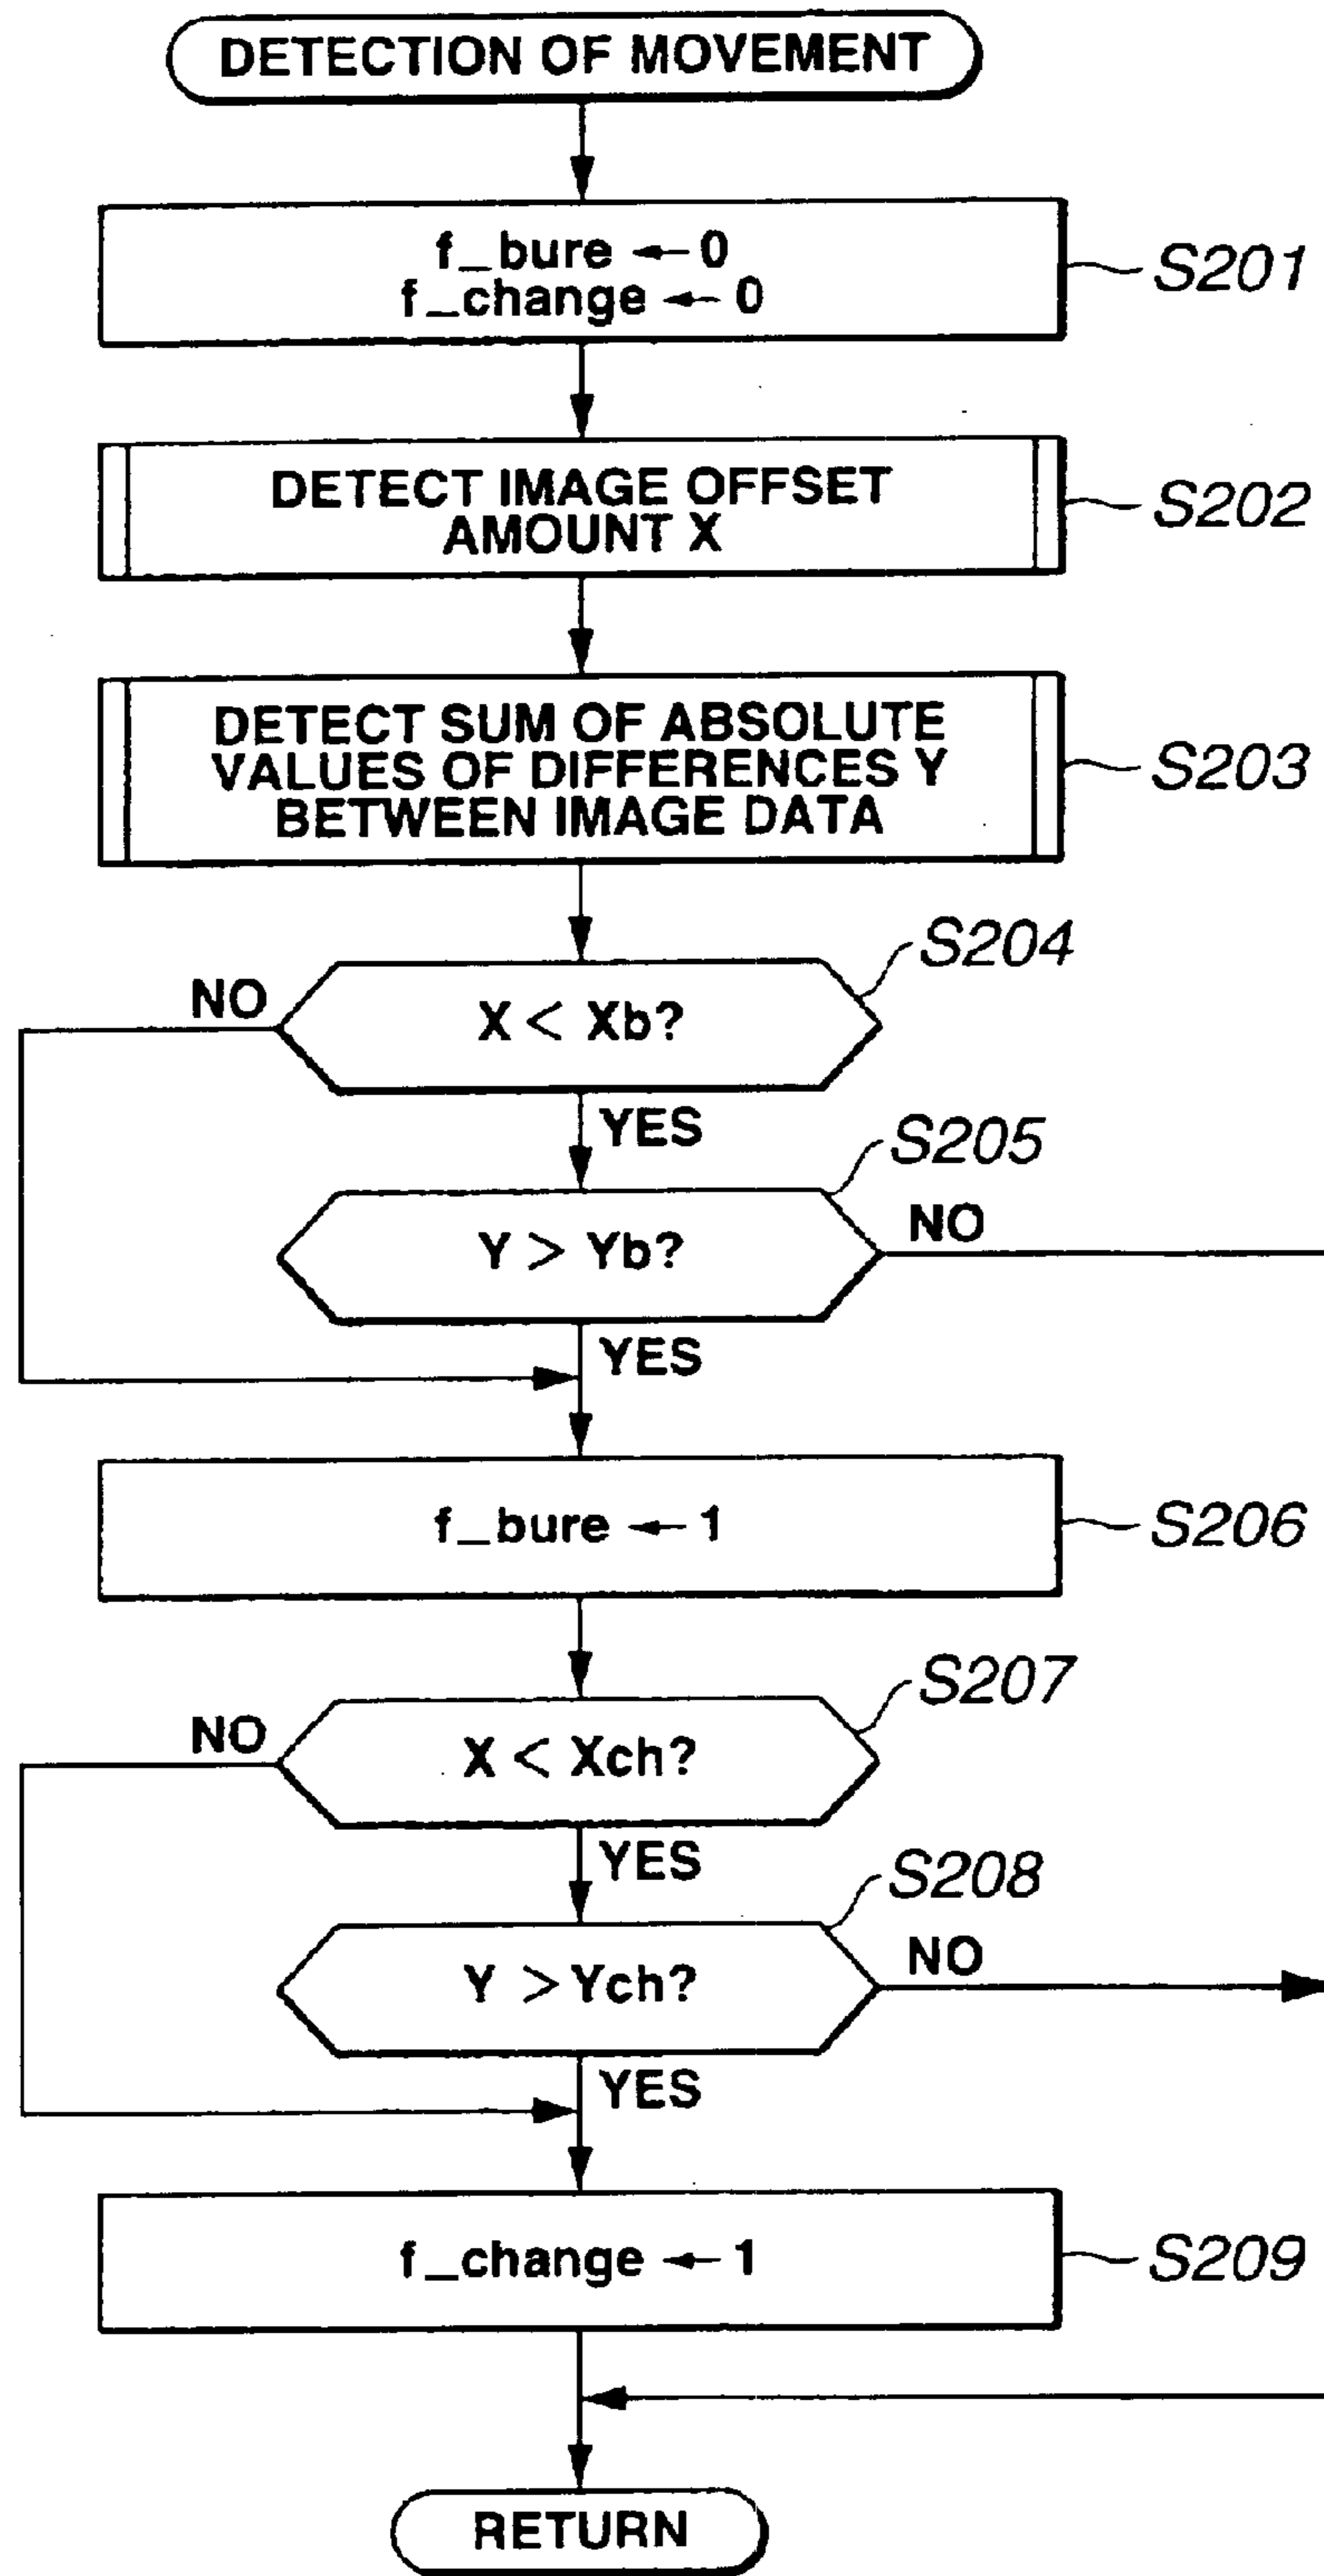 DETECTION OF MOVEMENT
f_bure ← 0
f_change ← 0
S201
DETECT IMAGE OFFSET
AMOUNT X
S202
DETECT SUM OF ABSOLUTE
VALUES OF DIFFERENCES Y
BETWEEN IMAGE DATA
S203
S204
NO
X < Xb?
YES
S205
Y > Yb?
NO
YES
f_bure ← 1
S206
S207
NO
X < Xch?
YES
S208
Y > Ych?
NO
YES
f_change ← 1
S209
RETURN